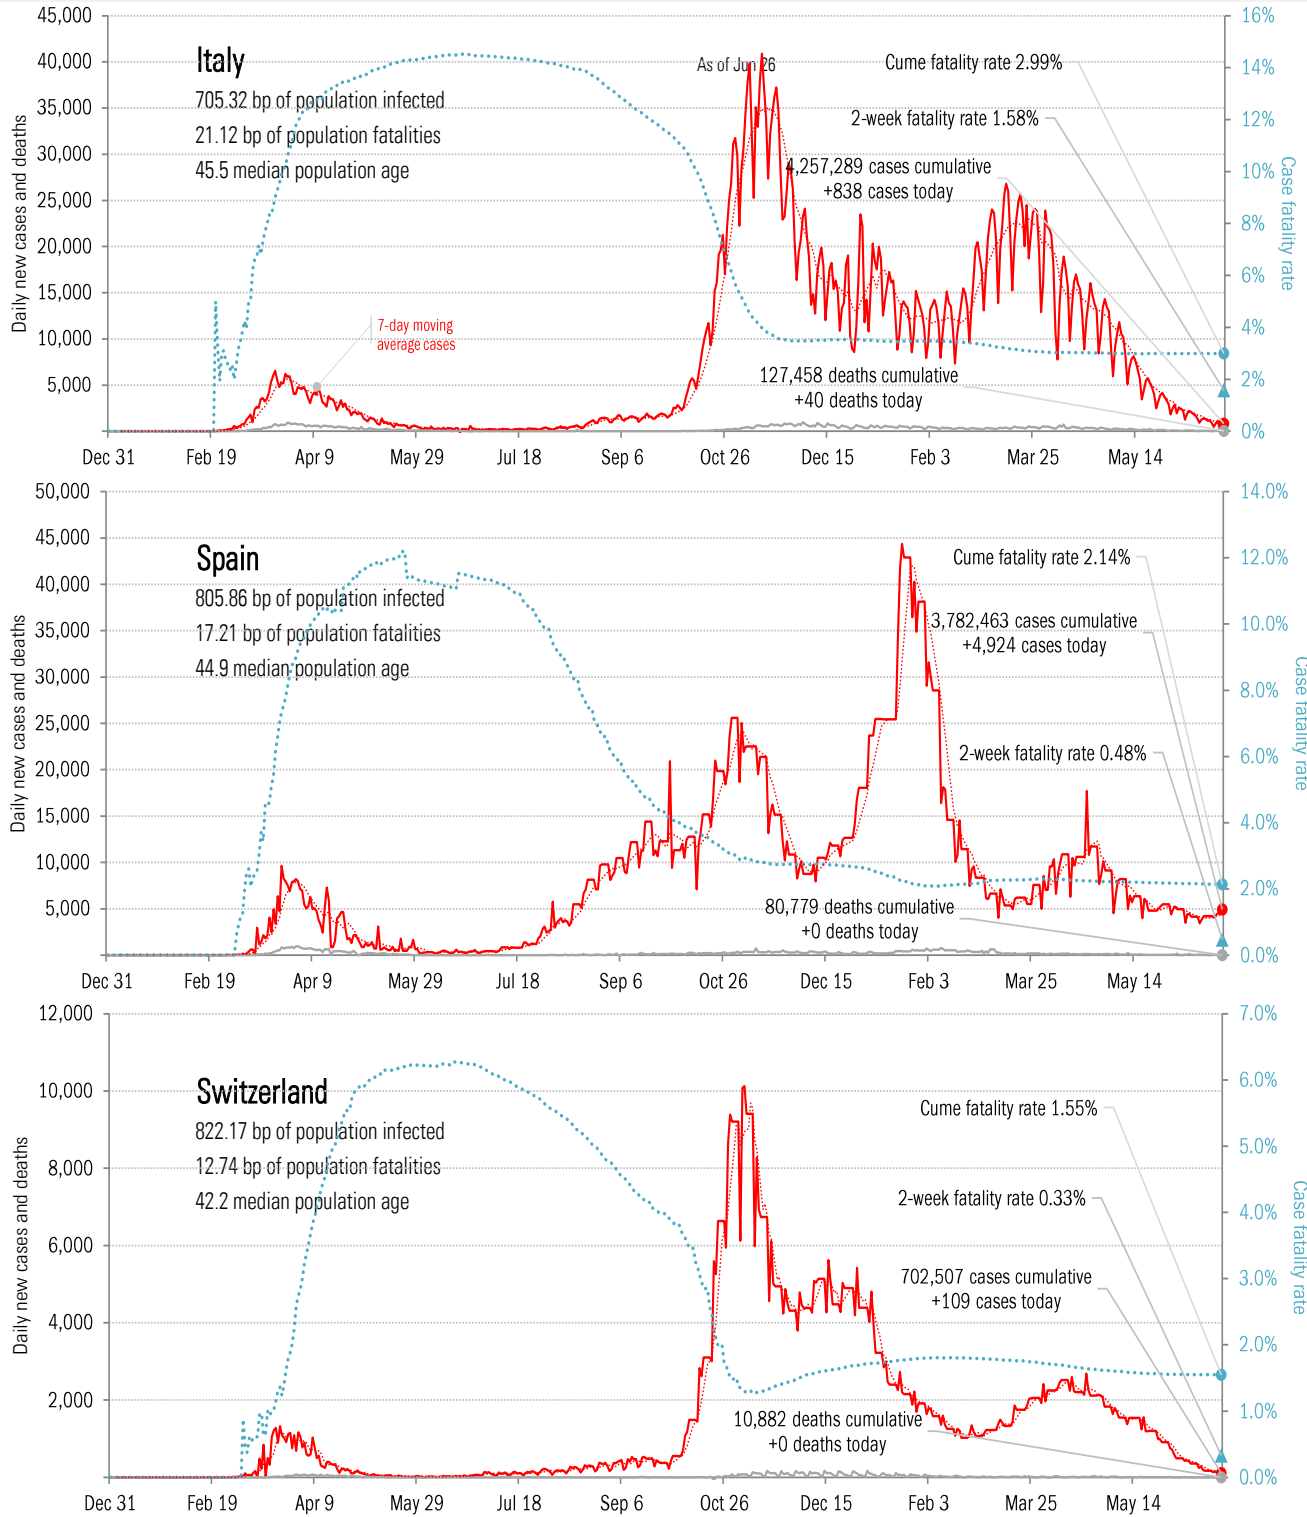 45,000
40,000
35,000
30,000
25,000
20,000
15,000
10,000
5,000
Daily new cases and deaths
Italy
705.32 bp of population infected
21.12 bp of population fatalities
45.5 median population age
As of Jun 26
Cume fatality rate 2.99%
2-week fatality rate 1.58%
4,257,289 cases cumulative
+838 cases today
7-day moving
average cases
127,458 deaths cumulative
+40 deaths today
16%
14%
12%
10%
8%
6%
4%
2%
0%
Case fatality rate
Dec 31 Feb 19 Apr 9 May 29 Jul 18 Sep 6 Oct 26 Dec 15 Feb 3 Mar 25 May 14
50,000
45,000
40,000
35,000
30,000
25,000
20,000
15,000
10,000
5,000
Daily new cases and deaths
Spain
805.86 bp of population infected
17.21 bp of population fatalities
44.9 median population age
Cume fatality rate 2.14%
3,782,463 cases cumulative
+4,924 cases today
2-week fatality rate 0.48%
80,779 deaths cumulative
+0 deaths today
14.0%
12.0%
10.0%
8.0%
6.0%
4.0%
2.0%
0.0%
Case fatality rate
Dec 31 Feb 19 Apr 9 May 29 Jul 18 Sep 6 Oct 26 Dec 15 Feb 3 Mar 25 May 14
12,000
10,000
8,000
6,000
4,000
2,000
Daily new cases and deaths
Switzerland
822.17 bp of population infected
12.74 bp of population fatalities
42.2 median population age
Cume fatality rate 1.55%
2-week fatality rate 0.33%
702,507 cases cumulative
+109 cases today
10,882 deaths cumulative
+0 deaths today
7.0%
6.0%
5.0%
4.0%
3.0%
2.0%
1.0%
0.0%
Case fatality rate
Dec 31 Feb 19 Apr 9 May 29 Jul 18 Sep 6 Oct 26 Dec 15 Feb 3 Mar 25 May 14